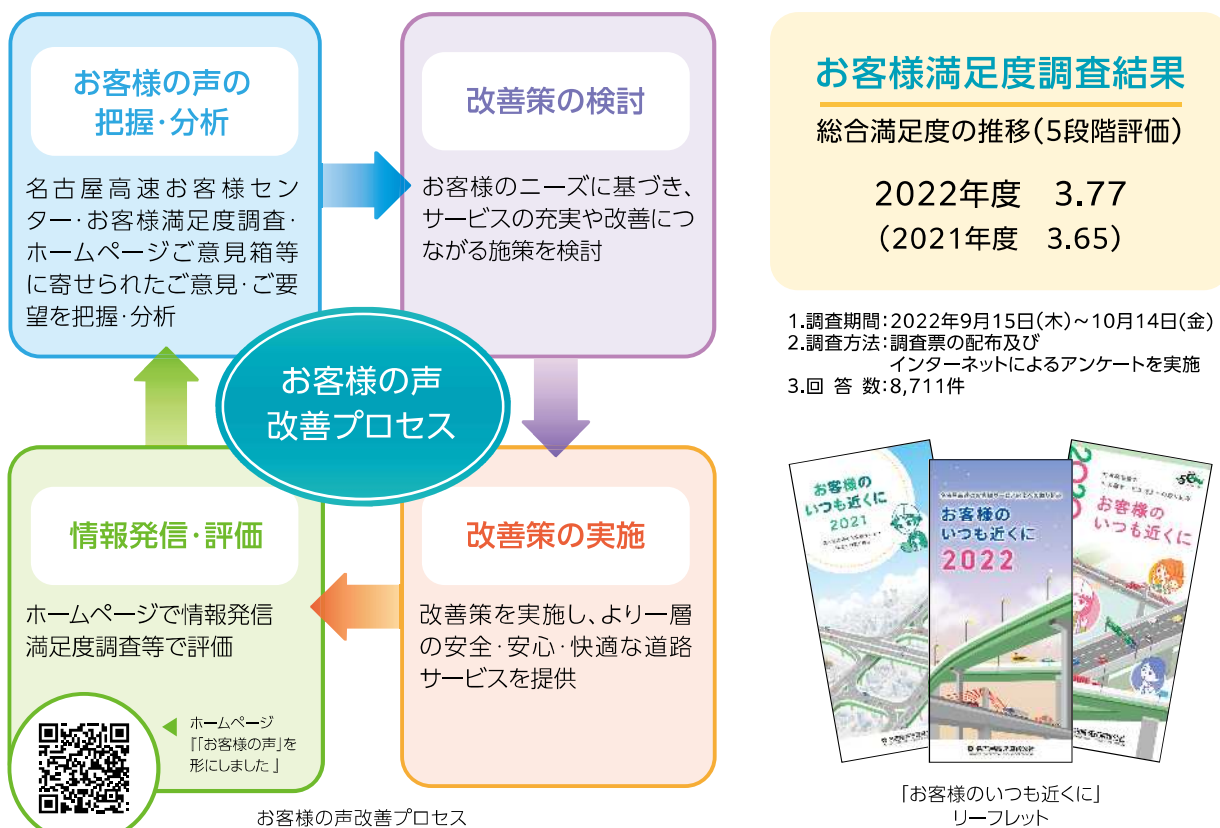 お客様の声の
把握・分析
名古屋高速お客様セン
ター・お客様満足度調査・
ホームページご意見箱等
に寄せられたご意見・ご要
望を把握・分析
改善策の検討
お客様のニーズに基づき、
サービスの充実や改善につ
ながる施策を検討
お客様の声
改善プロセス
情報発信・評価
ホームページで情報発信
満足度調査等で評価
ホームページ
『「お客様の声」を
形にしました』
改善策の実施
改善策を実施し、より一層
の安全・安心・快適な道路
サービスを提供
お客様の声改善プロセス
お客様満足度調査結果
総合満足度の推移（5段階評価）
2022年度　3.77
（2021年度　3.65）
1.調査期間：2022年9月15日(木)～10月14日(金)
2.調査方法：調査票の配布及び
インターネットによるアンケートを実施
3.回 答 数：8,711件
お客様の
いつも近くに
2021
お客様の
いつも近くに
2022
お客様の
いつも近くに
「お客様のいつも近くに」
リーフレット